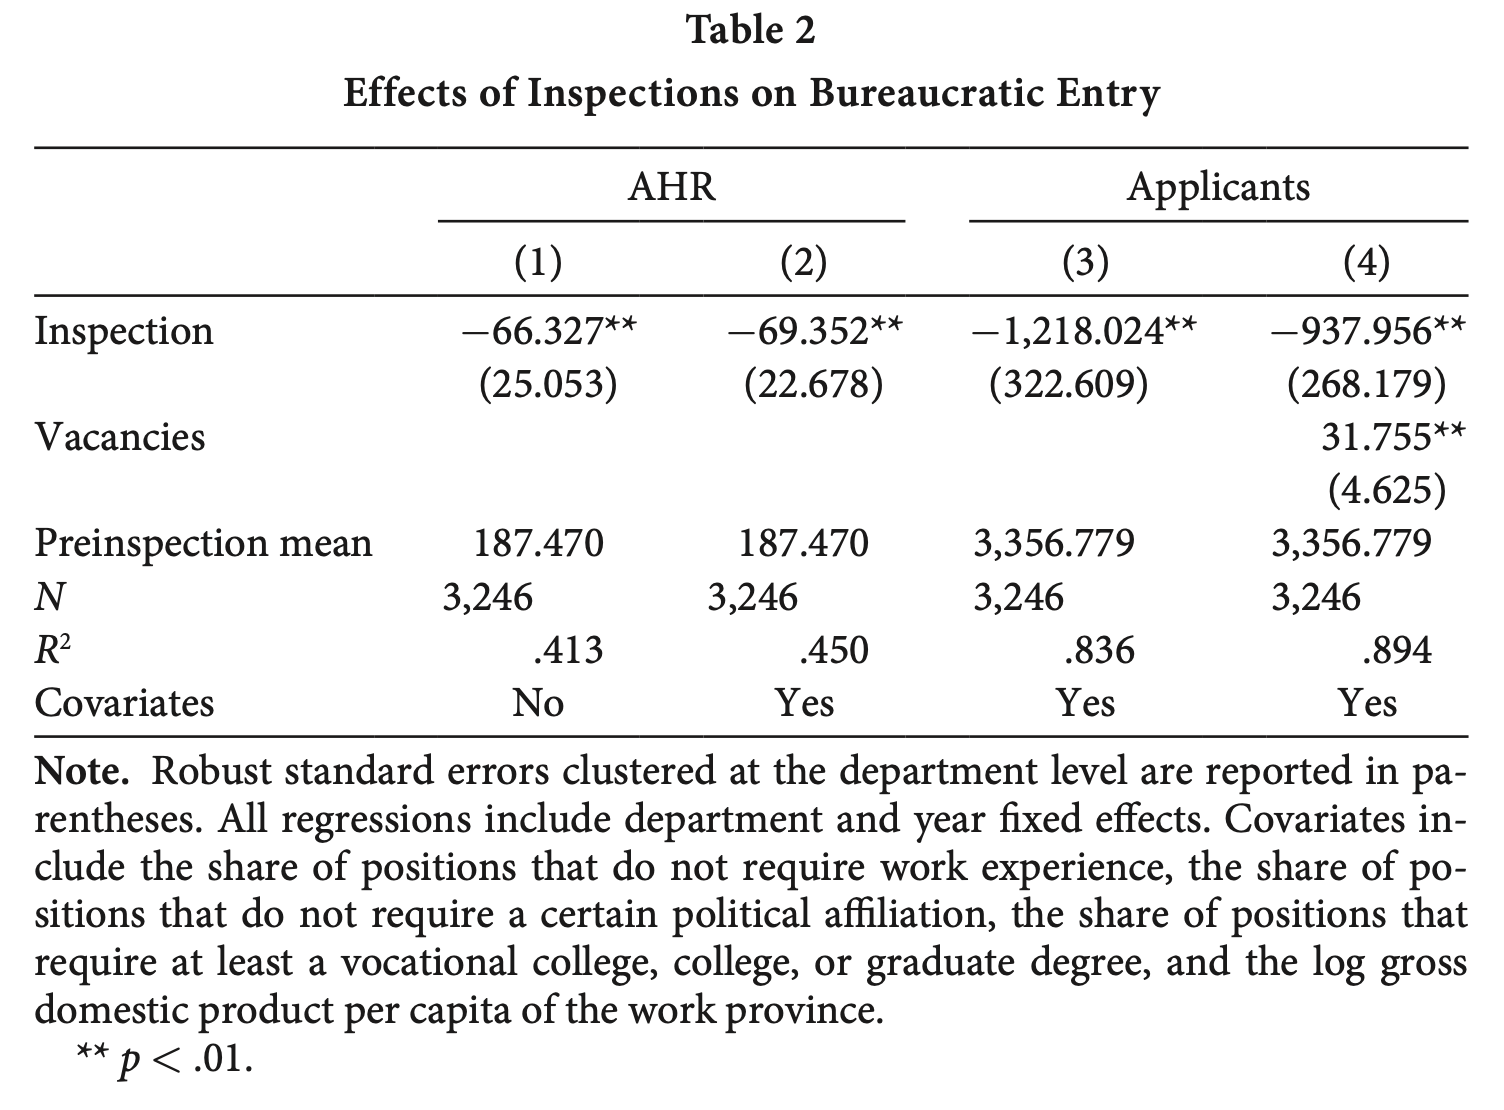 Table 2
Effects of Inspections on Bureaucratic Entry
AHR Applicants
(1) (2) (3) (4)
Inspection −66.327** −69.352** −1,218.024** −937.956**
(25.053) (22.678) (322.609) (268.179)
Vacancies 31.755**
(4.625)
Preinspection mean 187.470 187.470 3,356.779 3,356.779
N 3,246 3,246 3,246 3,246
R² .413 .450 .836 .894
Covariates No Yes Yes Yes
Note. Robust standard errors clustered at the department level are reported in pa-
rentheses. All regressions include department and year fixed effects. Covariates in-
clude the share of positions that do not require work experience, the share of po-
sitions that do not require a certain political affiliation, the share of positions that
require at least a vocational college, college, or graduate degree, and the log gross
domestic product per capita of the work province.
** p < .01.